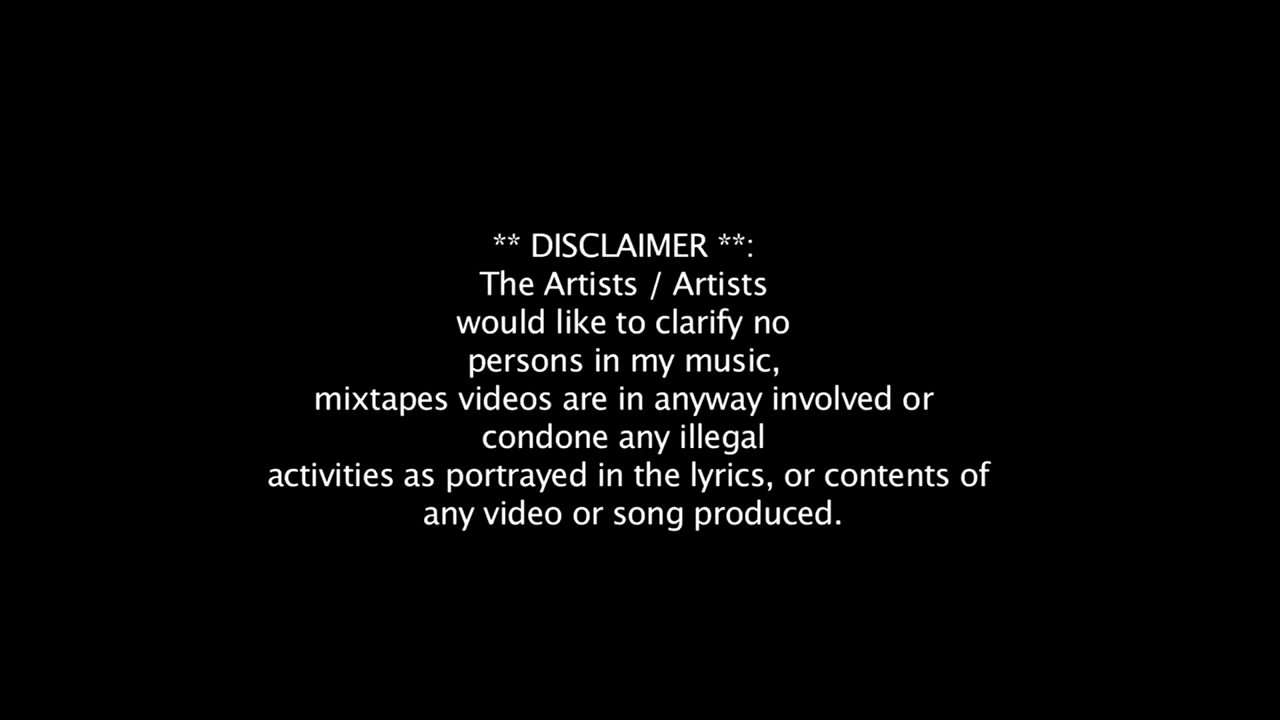 ** DISCLAIMER **:
The Artists / Artists
would like to clarify no
persons in my music,
mixtapes videos are in anyway involved or
condone any illegal
activities as portrayed in the lyrics, or contents of
any video or song produced.